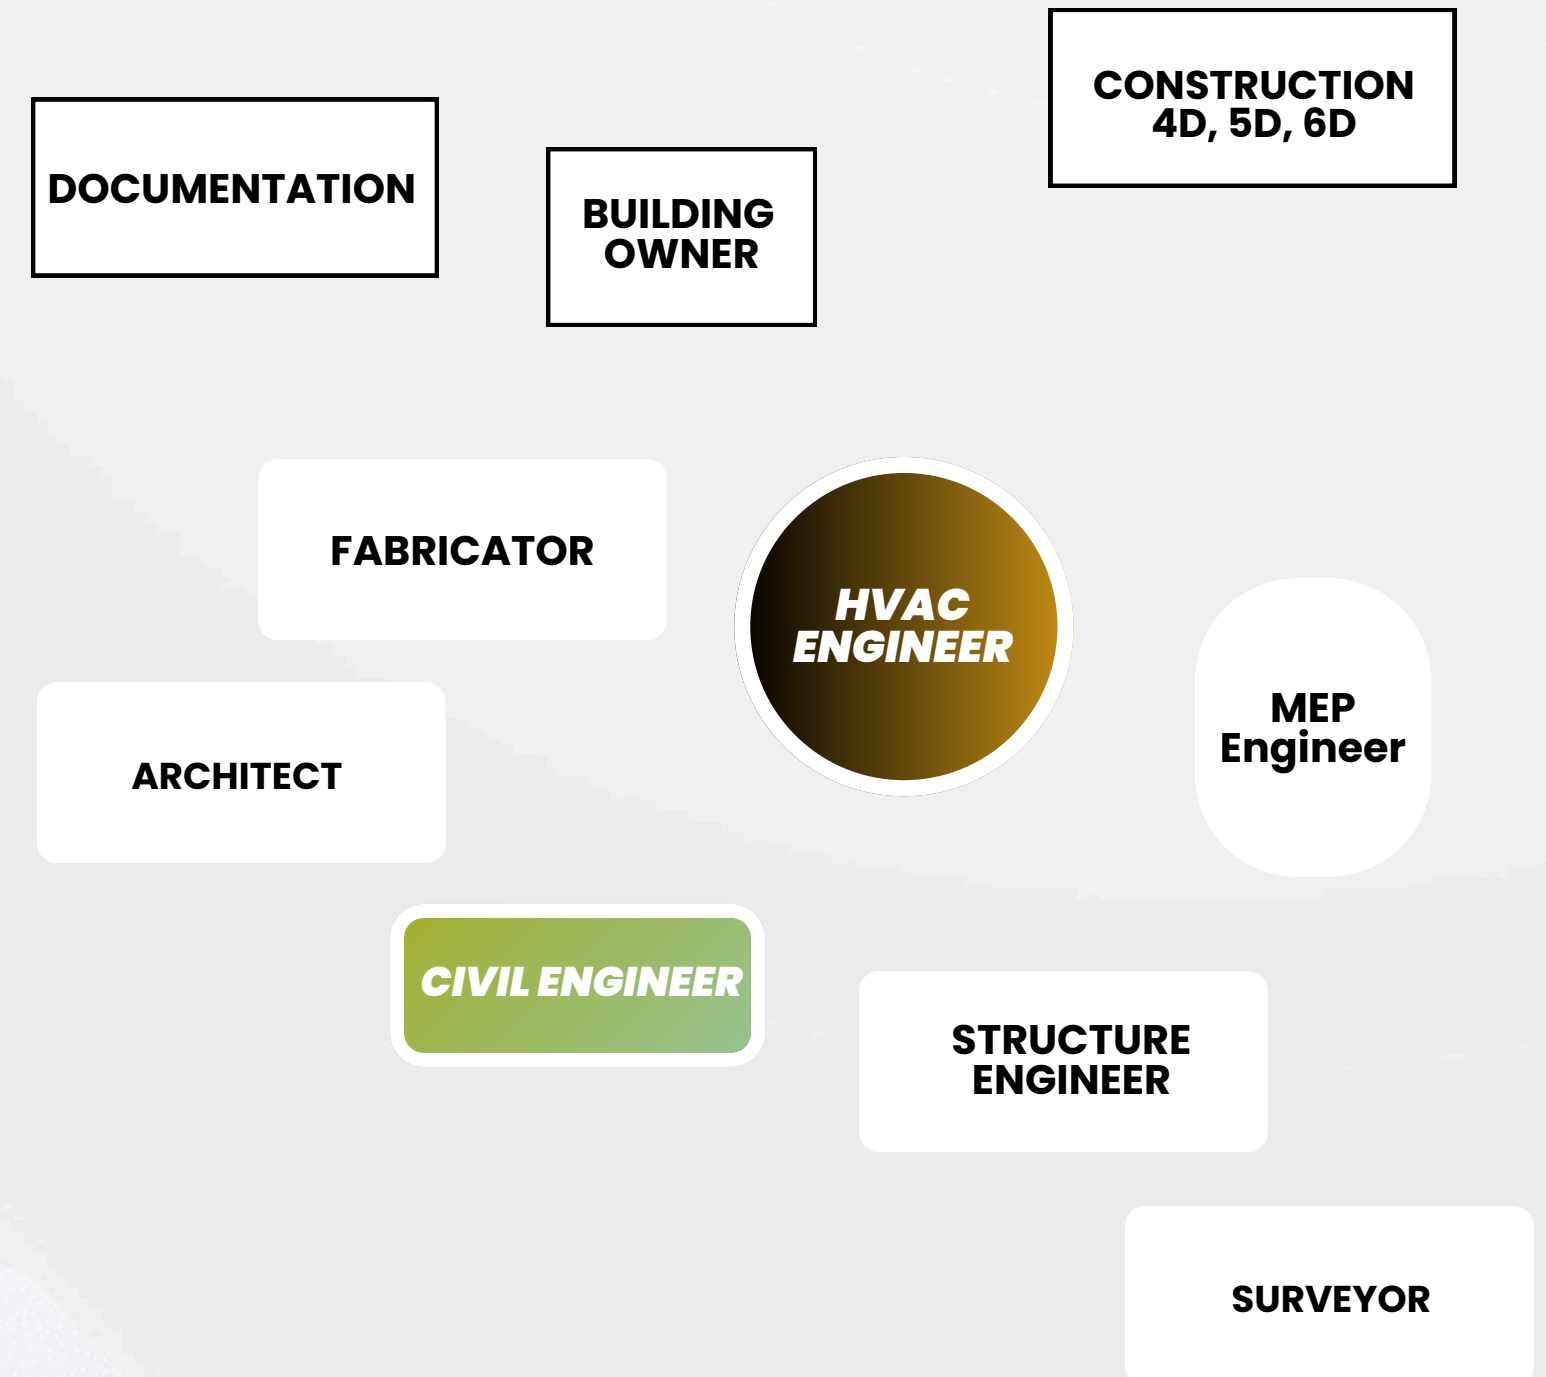 CONSTRUCTION
4D, 5D, 6D
DOCUMENTATION
BUILDING
OWNER
FABRICATOR
HVAC
ENGINEER
MEP
Engineer
ARCHITECT
CIVIL ENGINEER
STRUCTURE
ENGINEER
SURVEYOR